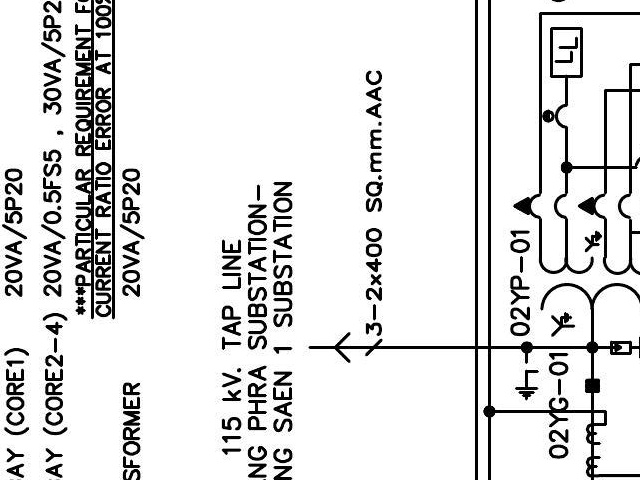 AY (CORE1) 20VA/5P20
AY (CORE2-4) 20VA/0.5FS5 , 30VA/5P2
***PARTICULAR REQUIREMENT
CURRENT RATIO ERROR AT 100%
SFORMER 20VA/5P20
115 kV. TAP LINE
NG PHRA SUBSTATION-
NG SAEN 1 SUBSTATION
3-2x400 SQ.mm.AAC
02YP-01
02YG-01
LL